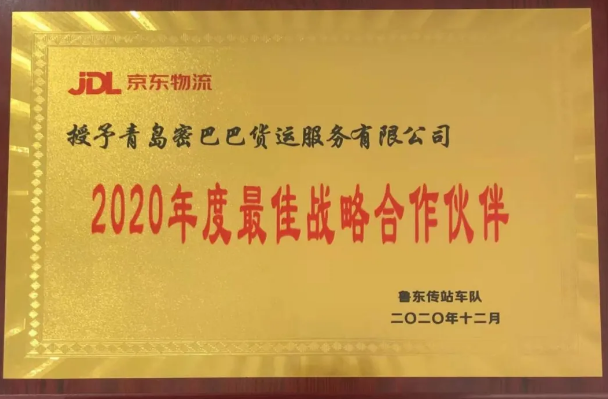 JDL 京东物流
授予青岛密巴巴货运服务有限公司
2020年度最佳战略合作伙伴
鲁东传站车队
二〇二〇年十二月